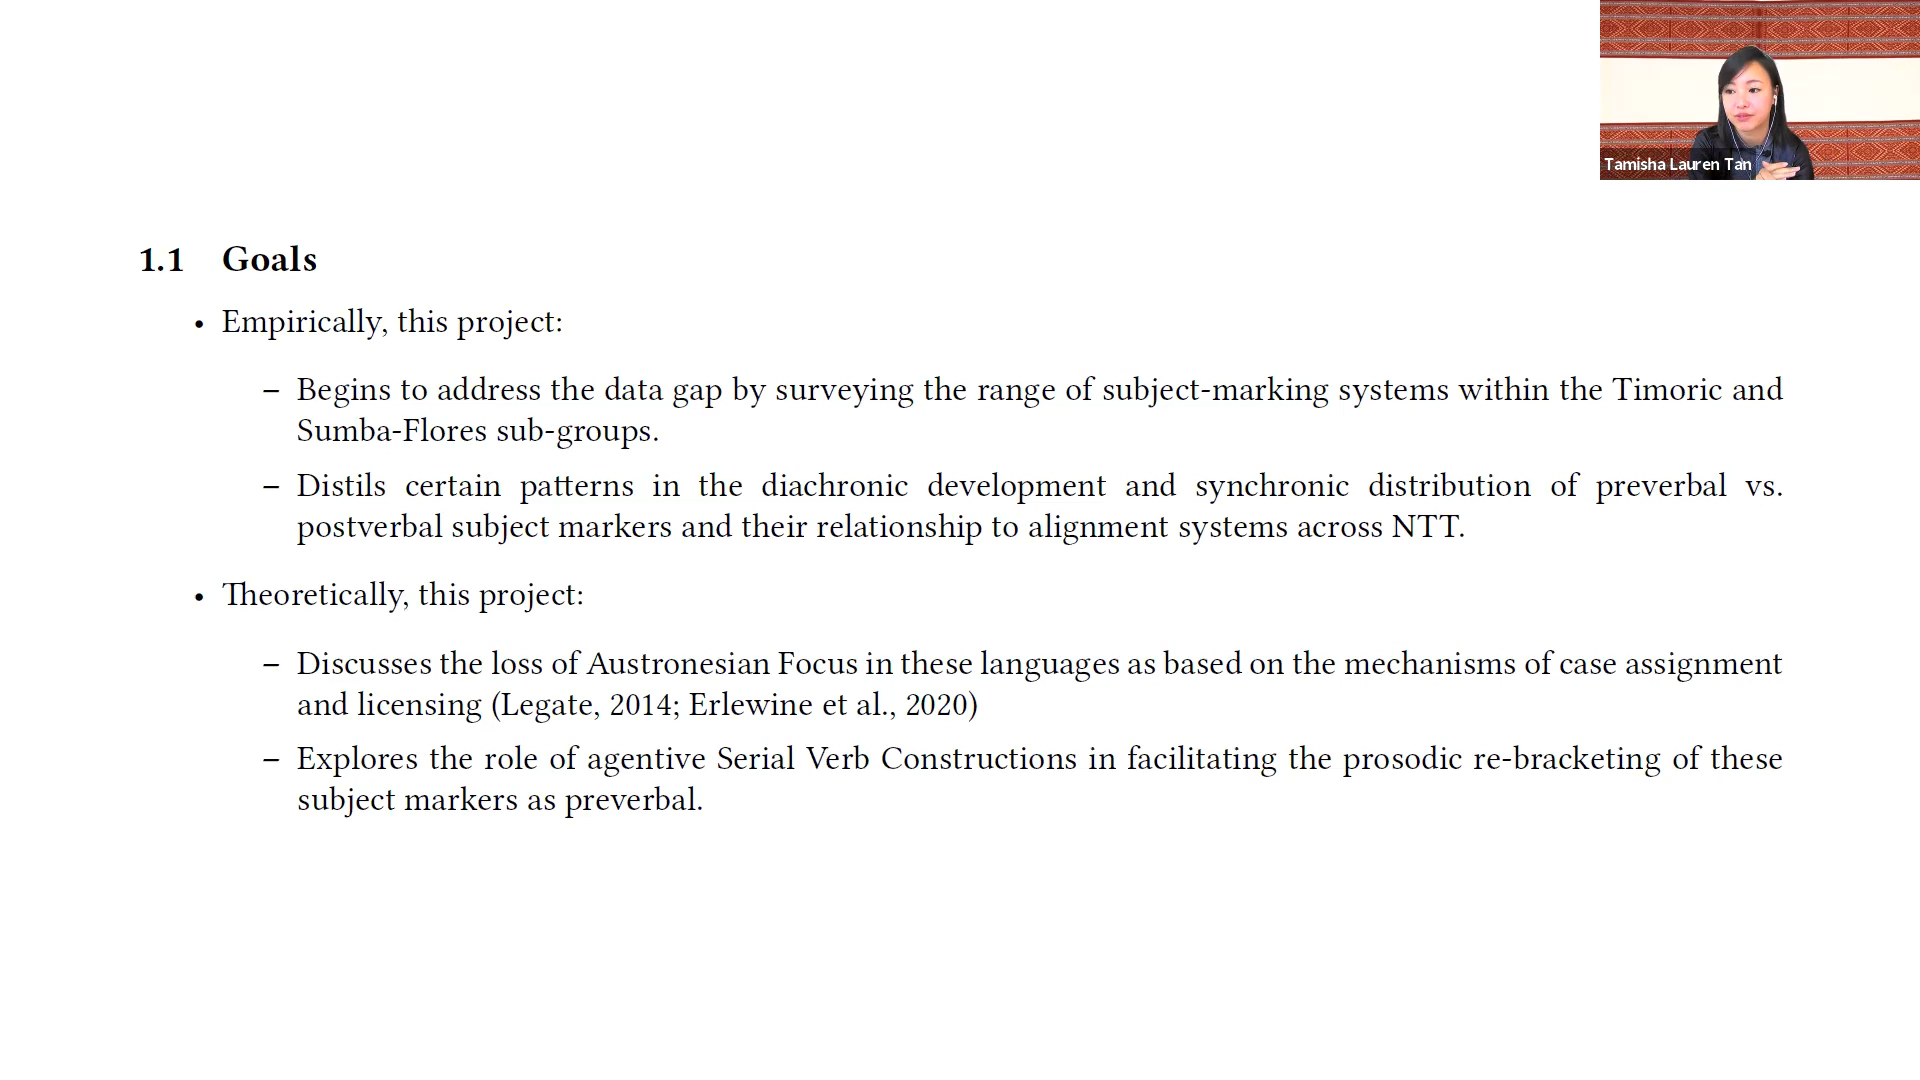 Tamisha Lauren Tan
1.1 Goals
• Empirically, this project:
– Begins to address the data gap by surveying the range of subject-marking systems within the Timoric and
Sumba-Flores sub-groups.
– Distils certain patterns in the diachronic development and synchronic distribution of preverbal vs.
postverbal subject markers and their relationship to alignment systems across NTT.
• Theoretically, this project:
– Discusses the loss of Austronesian Focus in these languages as based on the mechanisms of case assignment
and licensing (Legate, 2014; Erlewine et al., 2020)
– Explores the role of agentive Serial Verb Constructions in facilitating the prosodic re-bracketing of these
subject markers as preverbal.